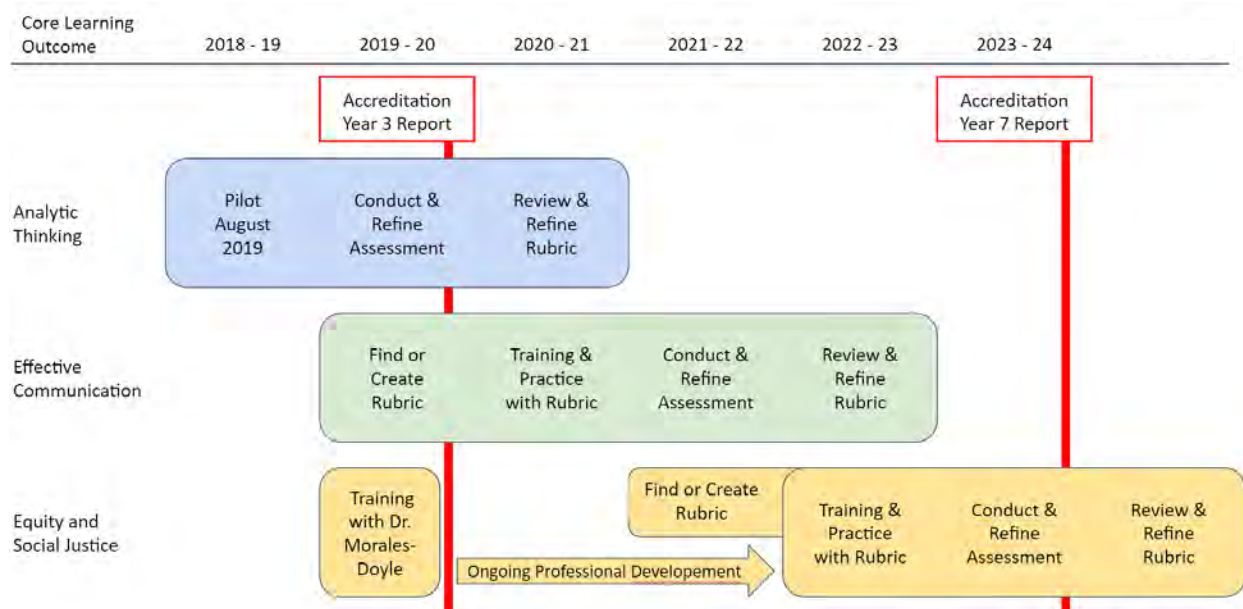 Core Learning
Outcome
2018 - 19
2019 - 20
2020 - 21
2021 - 22
2022 - 23
2023 - 24
Accreditation
Year 3 Report
Accreditation
Year 7 Report
Analytic
Thinking
Pilot
August
2019
Conduct &
Refine
Assessment
Review &
Refine
Rubric
Effective
Communication
Find or
Create
Rubric
Training &
Practice
with Rubric
Conduct &
Refine
Assessment
Review &
Refine
Rubric
Equity and
Social Justice
Training
with Dr.
Morales-
Doyle
Ongoing Professional Developement
Find or Create
Rubric
Training &
Practice
with Rubric
Conduct &
Refine
Assessment
Review &
Refine
Rubric